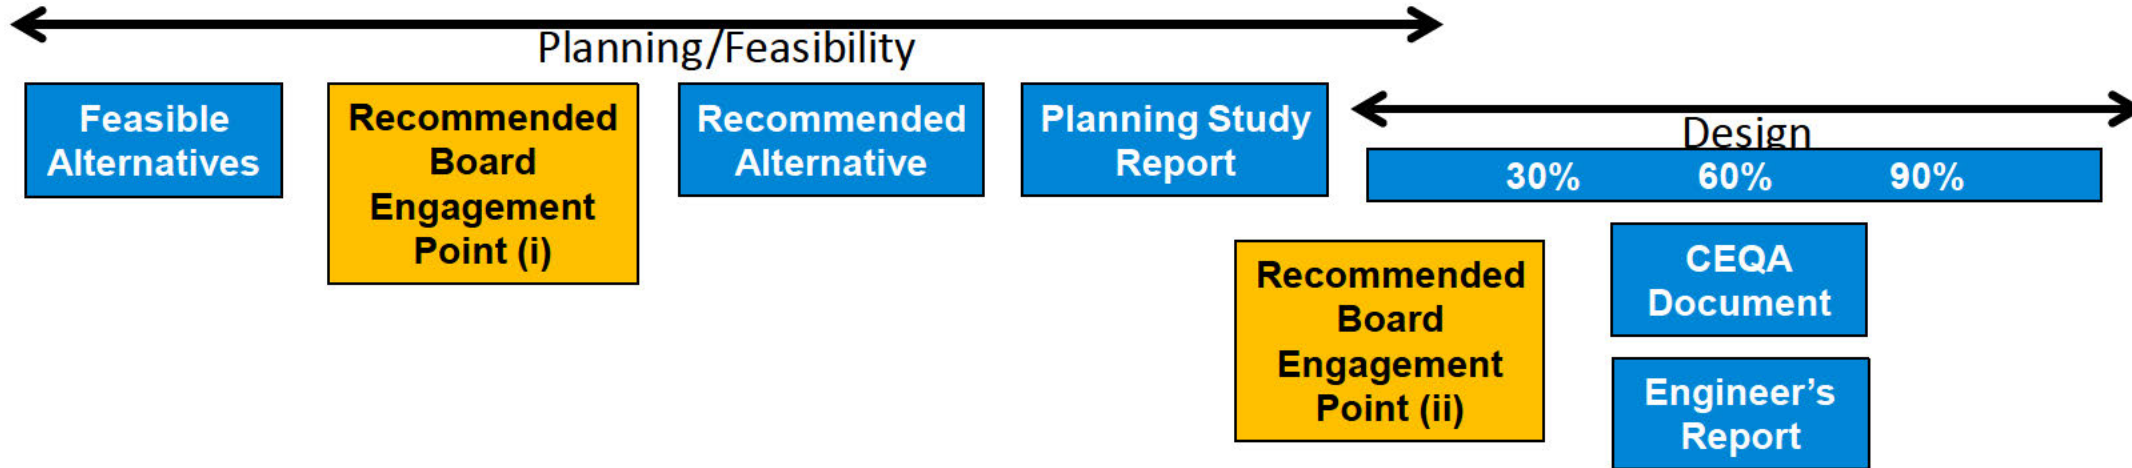 Planning/Feasibility
Feasible
Alternatives
Recommended
Board
Engagement
Point (i)
Recommended
Alternative
Planning Study
Report
Design
30% 60% 90%
Recommended
Board
Engagement
Point (ii)
CEQA
Document
Engineer’s
Report